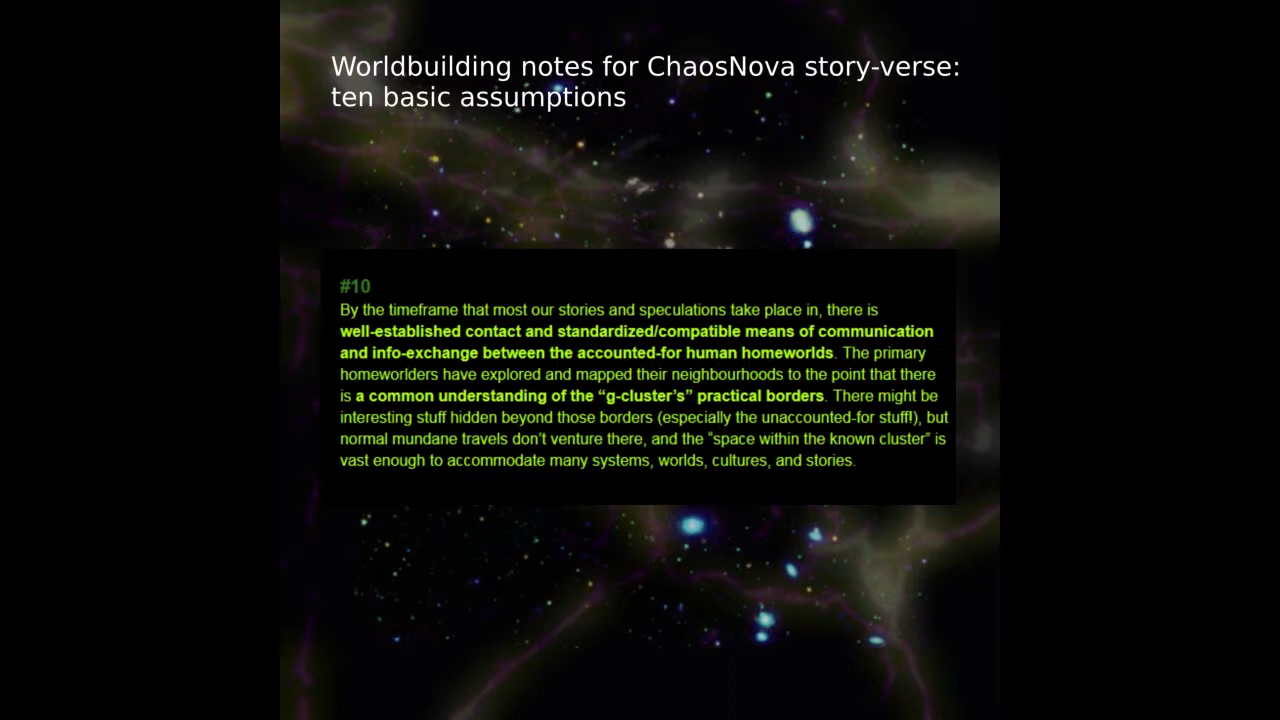 Worldbuilding notes for ChaosNova story-verse:
ten basic assumptions
#10
By the timeframe that most our stories and speculations take place in, there is
well-established contact and standardized/compatible means of communication
and info-exchange between the accounted-for human homeworlds. The primary
homeworlders have explored and mapped their neighbourhoods to the point that there
is a common understanding of the “g-cluster’s” practical borders. There might be
interesting stuff hidden beyond those borders (especially the unaccounted-for stuff!), but
normal mundane travels don’t venture there, and the “space within the known cluster” is
vast enough to accommodate many systems, worlds, cultures, and stories.